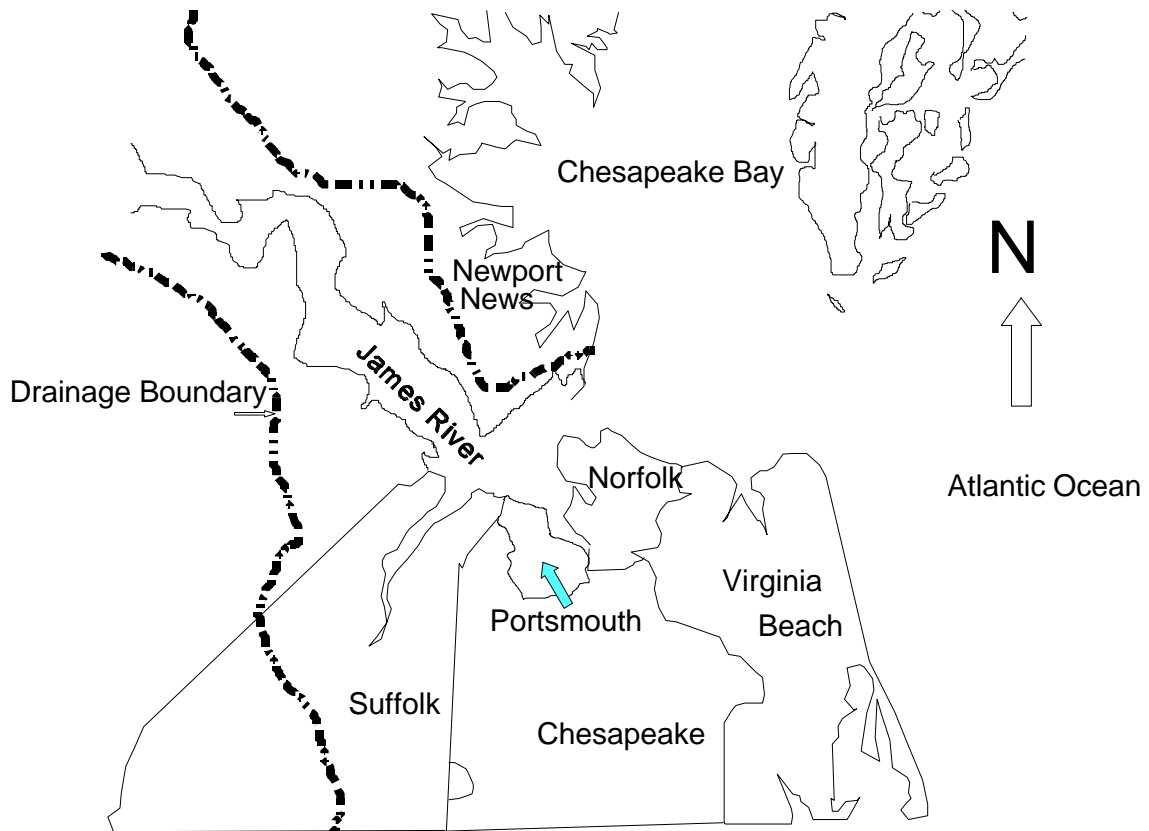 Chesapeake Bay
N
Newport
News
James River
Drainage Boundary
Norfolk
Atlantic Ocean
Virginia
Beach
Portsmouth
Suffolk
Chesapeake